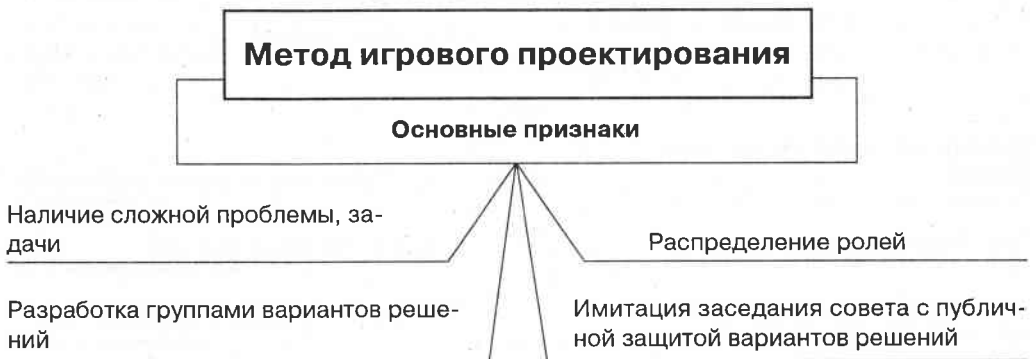 Метод игрового проектирования
Основные признаки
Наличие сложной проблемы, за-
дачи
Распределение ролей
Разработка группами вариантов реше-
ний
Имитация заседания совета с публич-
ной защитой вариантов решений